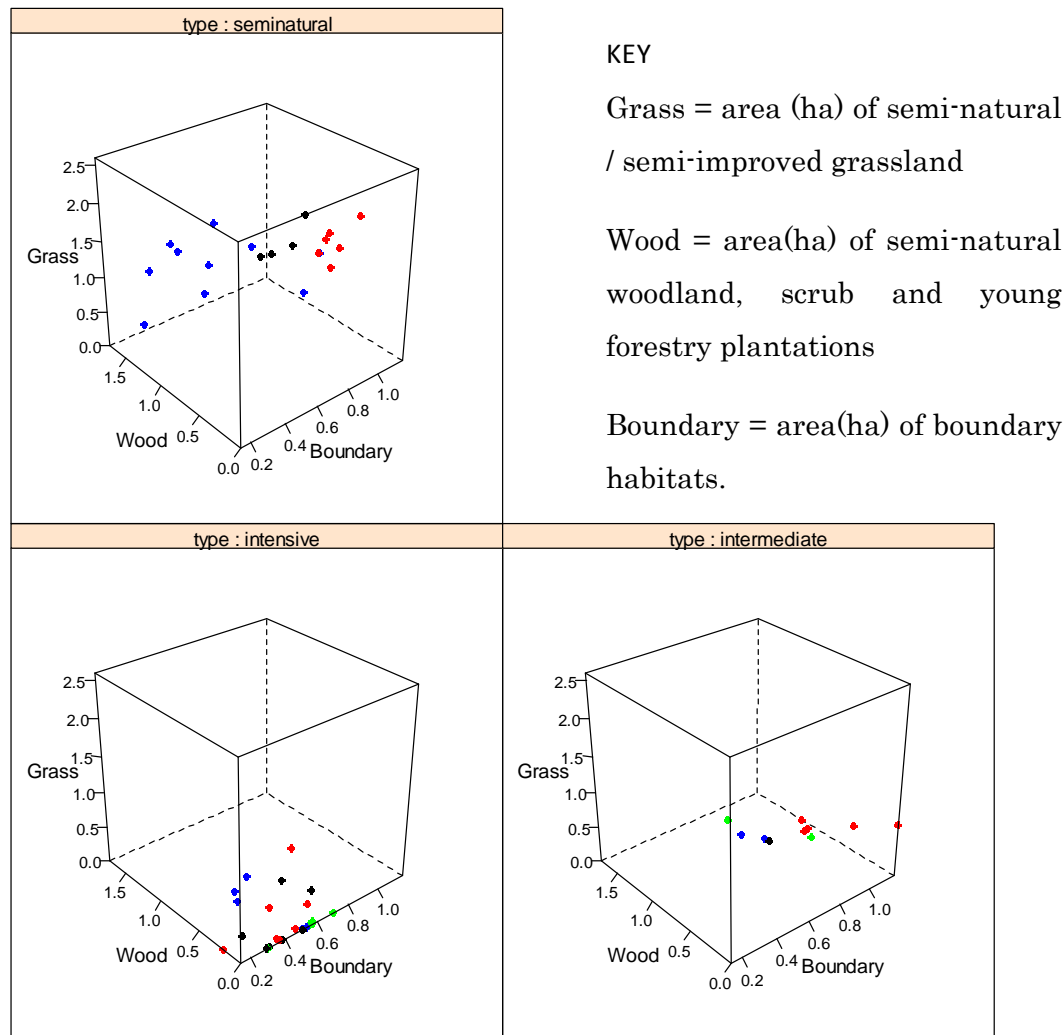 type : seminatural
2.5
2.0
1.5
Grass
1.0
0.5
0.0
1.5
1.0
Wood
0.5
0.0
0.2
0.4
Boundary
0.6
0.8
1.0
KEY
Grass = area (ha) of semi-natural
/ semi-improved grassland
Wood = area(ha) of semi-natural
woodland, scrub and young
forestry plantations
Boundary = area(ha) of boundary
habitats.
type : intensive
2.5
2.0
1.5
Grass
1.0
0.5
0.0
1.5
1.0
Wood
0.5
0.0
0.2
0.4
Boundary
0.6
0.8
1.0
type : intermediate
2.5
2.0
1.5
Grass
1.0
0.5
0.0
1.5
1.0
Wood
0.5
0.0
0.2
0.4
Boundary
0.6
0.8
1.0